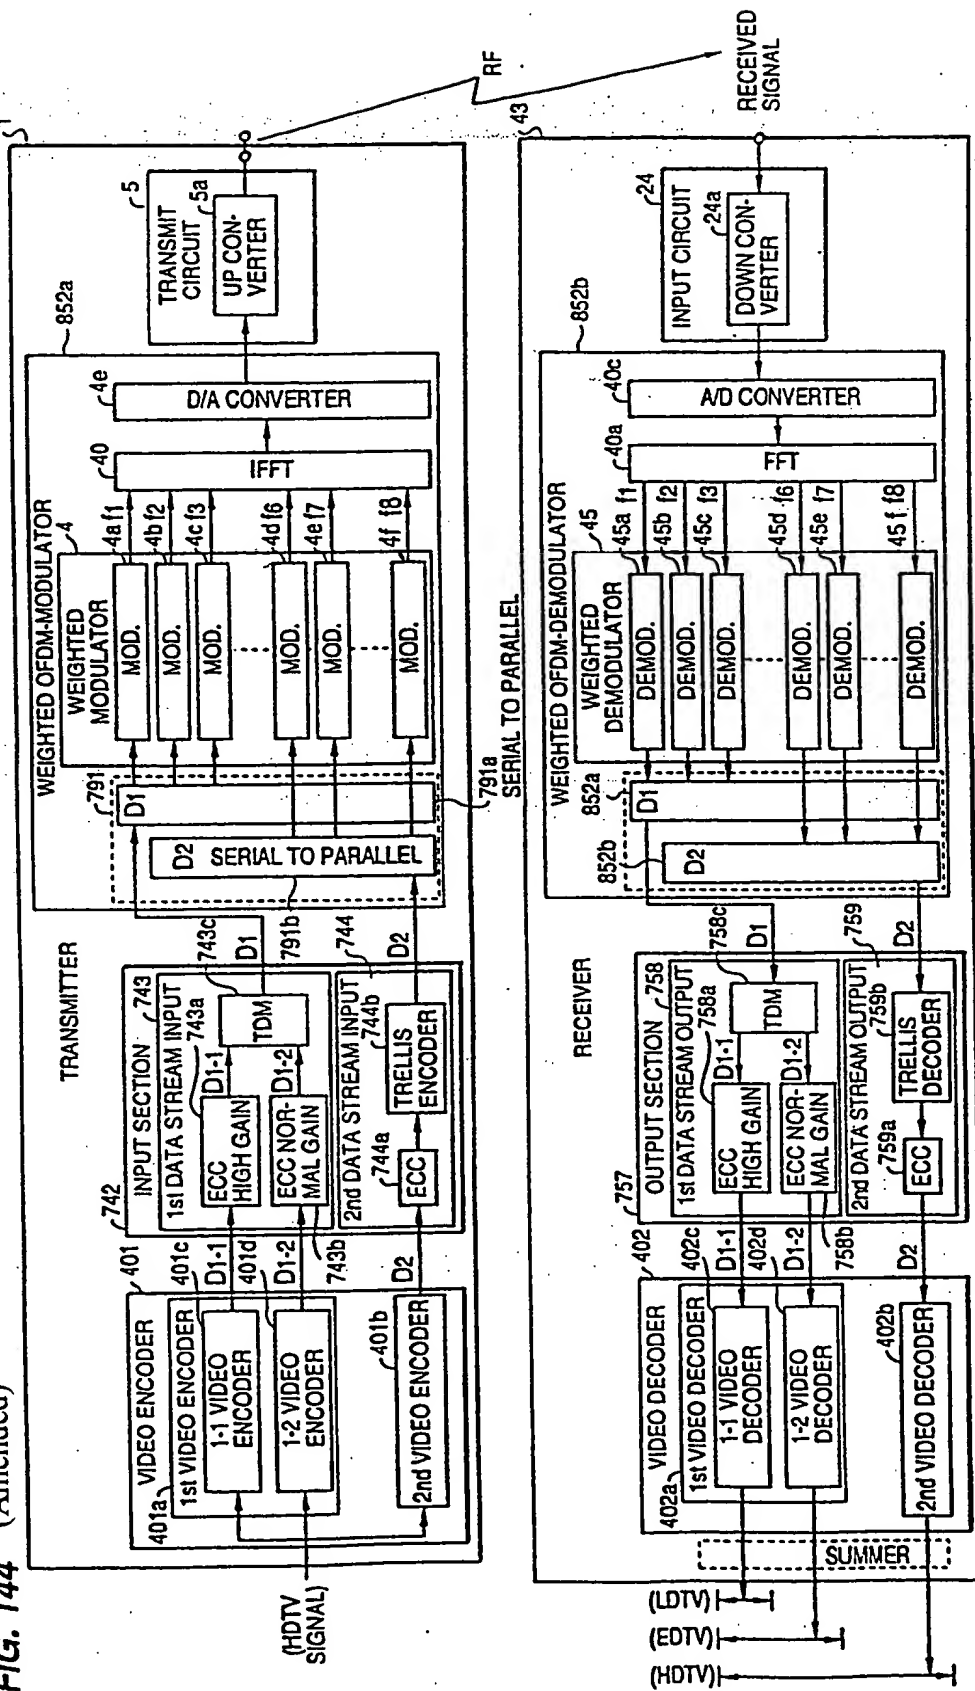 FIG. 144 (Amended)
1
TRANSMITTER
(HDTV
SIGNAL)
401
VIDEO ENCODER
401a
1st VIDEO ENCODER
401c
1-1 VIDEO
ENCODER
401d
1-2 VIDEO
ENCODER
401b
2nd VIDEO ENCODER
D1-1
D1-2
D2
742
INPUT SECTION
743
1st DATA STREAM INPUT
743a
ECC
HIGH GAIN
D1-1
743c
TDM
ECC NOR-
MAL GAIN
D1-2
743b
2nd DATA STREAM INPUT
744
744a
ECC
744b
TRELLIS
ENCODER
D1
D2
WEIGHTED OFDM-MODULATOR
852a
791
D1
D2 SERIAL TO PARALLEL
791b
791a
SERIAL TO PARALLEL
WEIGHTED
MODULATOR
4
MOD.
4a
f1
MOD.
4b
f2
MOD.
4c
f3
MOD.
4d
f6
MOD.
4e
f7
MOD.
4f
f8
40
IFFT
4e
D/A CONVERTER
5
TRANSMIT
CIRCUIT
5a
UP CON-
VERTER
RF
RECEIVED
SIGNAL
43
RECEIVER
INPUT CIRCUIT
24
24a
DOWN CON-
VERTER
WEIGHTED OFDM-DEMODULATOR
852b
40c
A/D CONVERTER
40a
FFT
WEIGHTED
DEMODULATOR
45
DEMOD.
45a
f1
DEMOD.
45b
f2
DEMOD.
45c
f3
DEMOD.
45d
f6
DEMOD.
45e
f7
DEMOD.
45f
f8
852a
D1
852b
D2
D1
D2
757
OUTPUT SECTION
758
1st DATA STREAM OUTPUT
758a
ECC
HIGH GAIN
D1-1
758c
TDM
ECC NOR-
MAL GAIN
D1-2
758b
2nd DATA STREAM OUTPUT
759
759a
ECC
759b
TRELLIS
DECODER
D1-1
D1-2
D2
402
VIDEO DECODER
402a
1st VIDEO DECODER
402c
1-1 VIDEO
DECODER
402d
1-2 VIDEO
DECODER
402b
2nd VIDEO DECODER
SUMMER
(LDTV)
(EDTV)
(HDTV)